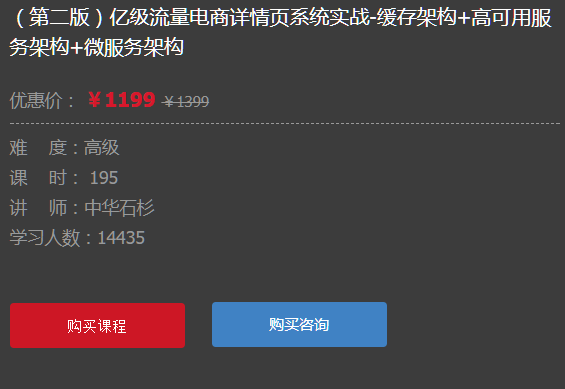 （第二版）亿级流量电商详情页系统实战-缓存架构+高可用服
务架构+微服务架构
优惠价： ￥1199 ￥1399
难 度：高级
课 时： 195
讲 师：中华石杉
学习人数：14435
购买课程 购买咨询